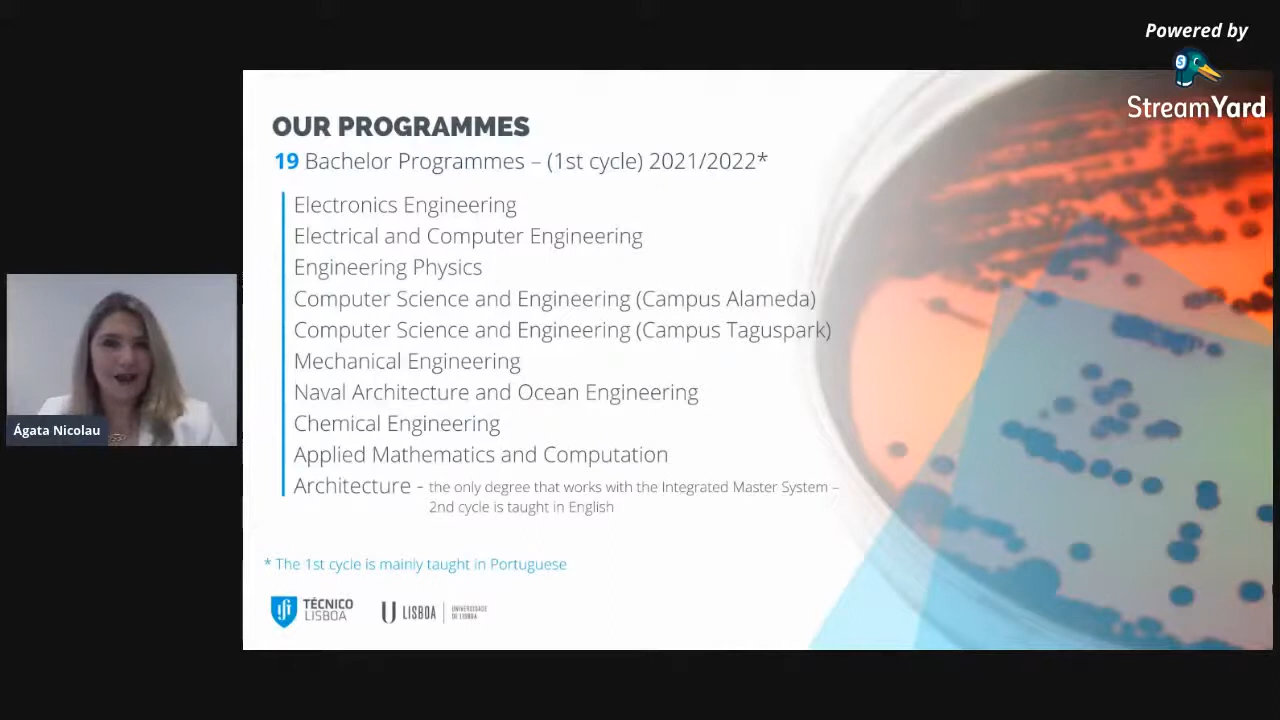 Powered by
StreamYard
OUR PROGRAMMES
19 Bachelor Programmes – (1st cycle) 2021/2022*
Electronics Engineering
Electrical and Computer Engineering
Engineering Physics
Computer Science and Engineering (Campus Alameda)
Computer Science and Engineering (Campus Taguspark)
Mechanical Engineering
Naval Architecture and Ocean Engineering
Chemical Engineering
Applied Mathematics and Computation
Architecture - the only degree that works with the Integrated Master System –
2nd cycle is taught in English
Ágata Nicolau
* The 1st cycle is mainly taught in Portuguese
TÉCNICO
LISBOA
U LISBOA
UNIVERSIDADE
DE LISBOA